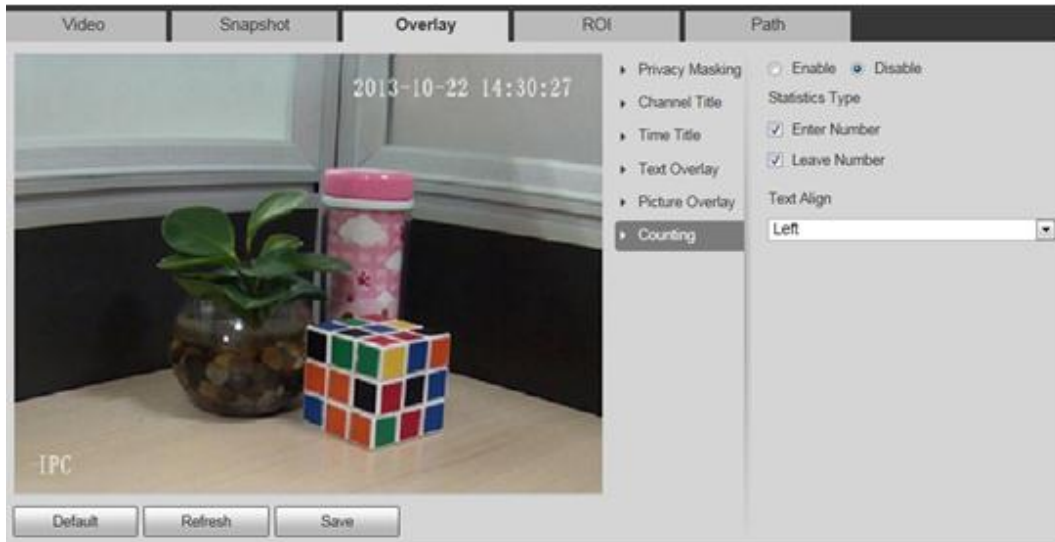 Video Snapshot Overlay ROI Path
2013-10-22 14:30:27
IPC
Default Refresh Save
Privacy Masking
Channel Title
Time Title
Text Overlay
Picture Overlay
Counting
Enable Disable
Statistics Type
Enter Number
Leave Number
Text Align
Left